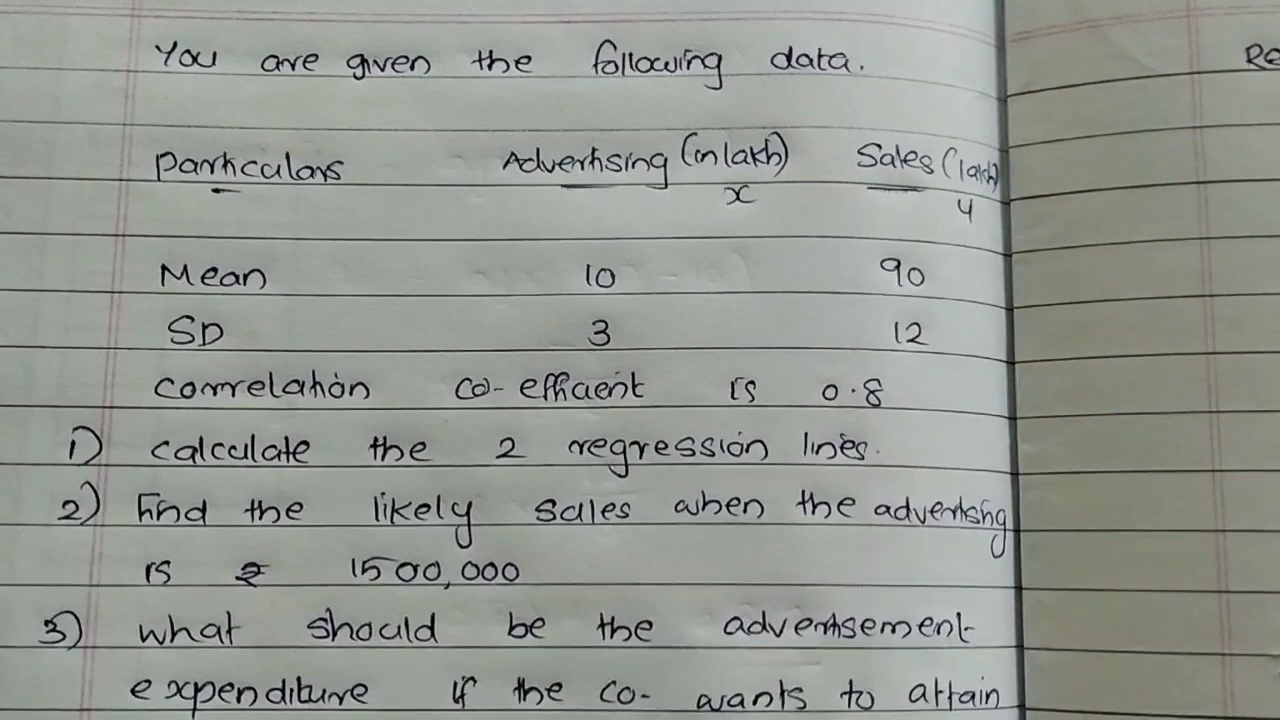 You are given the following data.
Re
particulars Advertising (in lakh) Sales (lakh)
x y
Mean 10 90
SD 3 12
correlation co-efficient is 0.8
1) calculate the 2 regression lines.
2) Find the likely sales when the advertising
is ₹ 1500,000
3) what should be the advertisement
expenditure if the co- wants to attain